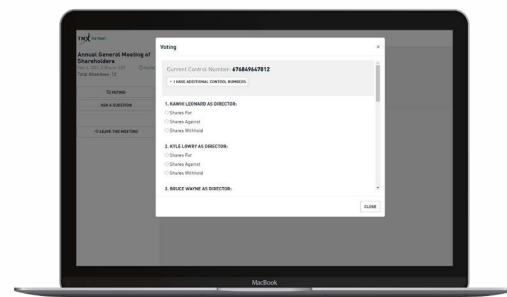 TMX
Annual General Meeting of
Shareholders
Total Attendees: 12
VOTING
ASK A QUESTION
LEAVE THE MEETING
Voting
×
Current Control Number: 676849647012
I HAVE ADDITIONAL CONTROL NUMBERS
1. KAWHI LEONARD AS DIRECTOR:
Shares For
Shares Against
Shares Withhold
2. KYLE LOWRY AS DIRECTOR:
Shares For
Shares Against
Shares Withhold
3. BRUCE WAYNE AS DIRECTOR:
CLOSE
MacBook